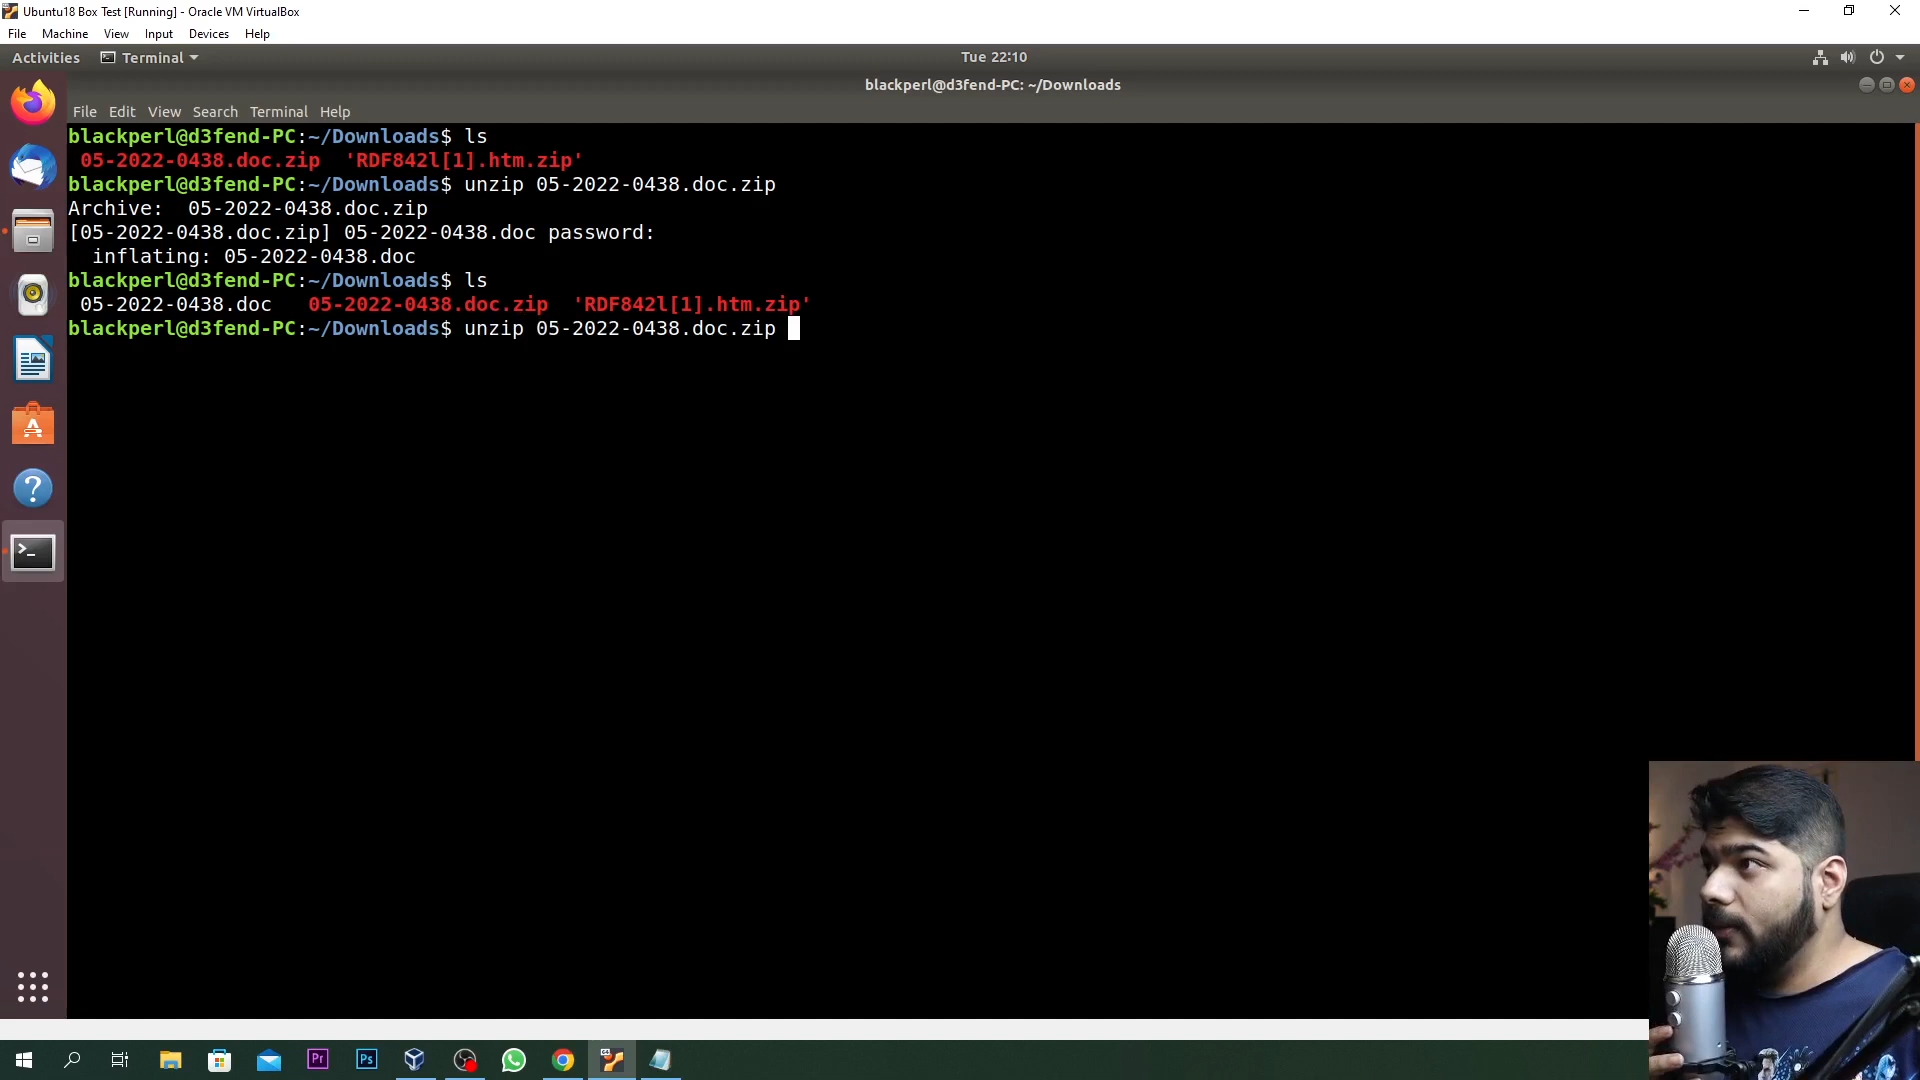 Ubuntu18 Box Test [Running] - Oracle VM VirtualBox
File Machine View Input Devices Help
Activities Terminal Tue 22:10
blackperl@d3fend-PC: ~/Downloads
File Edit View Search Terminal Help
blackperl@d3fend-PC:~/Downloads$ ls
05-2022-0438.doc.zip 'RDF842l[1].htm.zip'
blackperl@d3fend-PC:~/Downloads$ unzip 05-2022-0438.doc.zip
Archive: 05-2022-0438.doc.zip
[05-2022-0438.doc.zip] 05-2022-0438.doc password:
inflating: 05-2022-0438.doc
blackperl@d3fend-PC:~/Downloads$ ls
05-2022-0438.doc 05-2022-0438.doc.zip 'RDF842l[1].htm.zip'
blackperl@d3fend-PC:~/Downloads$ unzip 05-2022-0438.doc.zip
Pr Ps